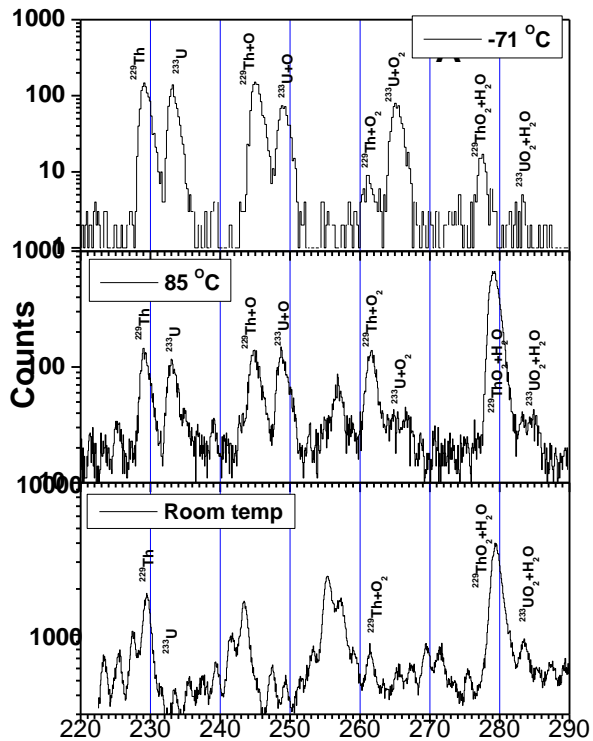 1000
-71 °C
²²⁹Th
²³³U
²²⁹Th+O
²³³U+O
²²⁹Th+O₂
²³³U+O₂
²²⁹ThO₂+H₂O
²³³UO₂+H₂O
100
10
1
1000
85 °C
²²⁹Th
²³³U
²²⁹Th+O
²³³U+O
²²⁹Th+O₂
²³³U+O₂
²²⁹ThO₂+H₂O
²³³UO₂+H₂O
100
Counts
10
10000
Room temp
²²⁹Th
²³³U
²²⁹Th+O₂
²²⁹ThO₂+H₂O
²³³UO₂+H₂O
1000
220 230 240 250 260 270 280 290